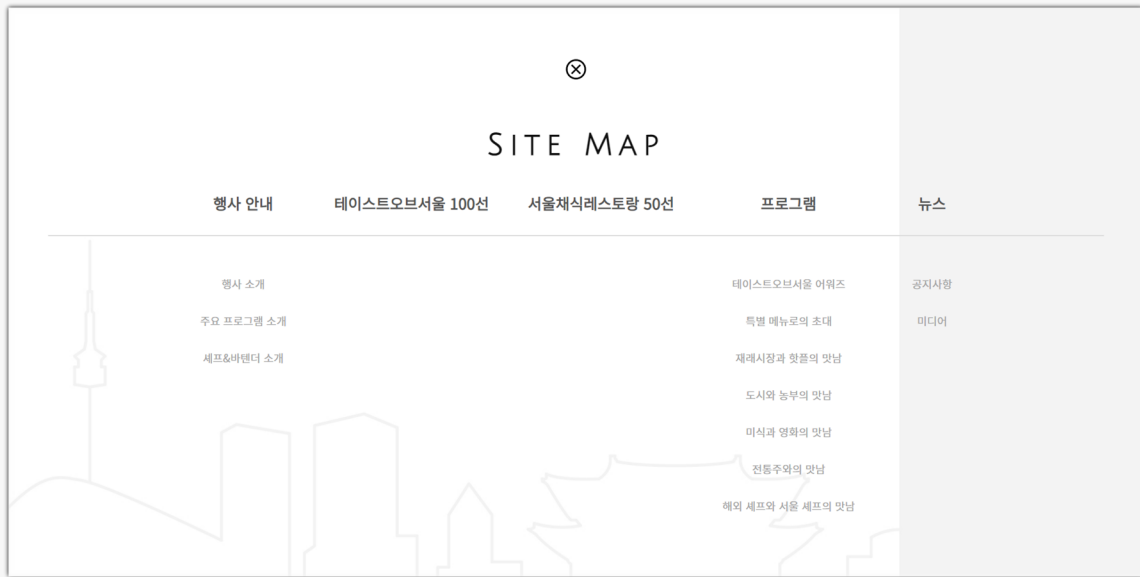 SITE MAP
행사 안내
테이스트오브서울 100선
서울채식레스토랑 50선
프로그램
뉴스
행사 소개
주요 프로그램 소개
셰프&바텐더 소개
테이스트오브서울 어워즈
특별 메뉴로의 초대
재래시장과 핫플의 맛남
도시와 농부의 맛남
미식과 영화의 맛남
전통주와의 맛남
해외 셰프와 서울 셰프의 맛남
공지사항
미디어